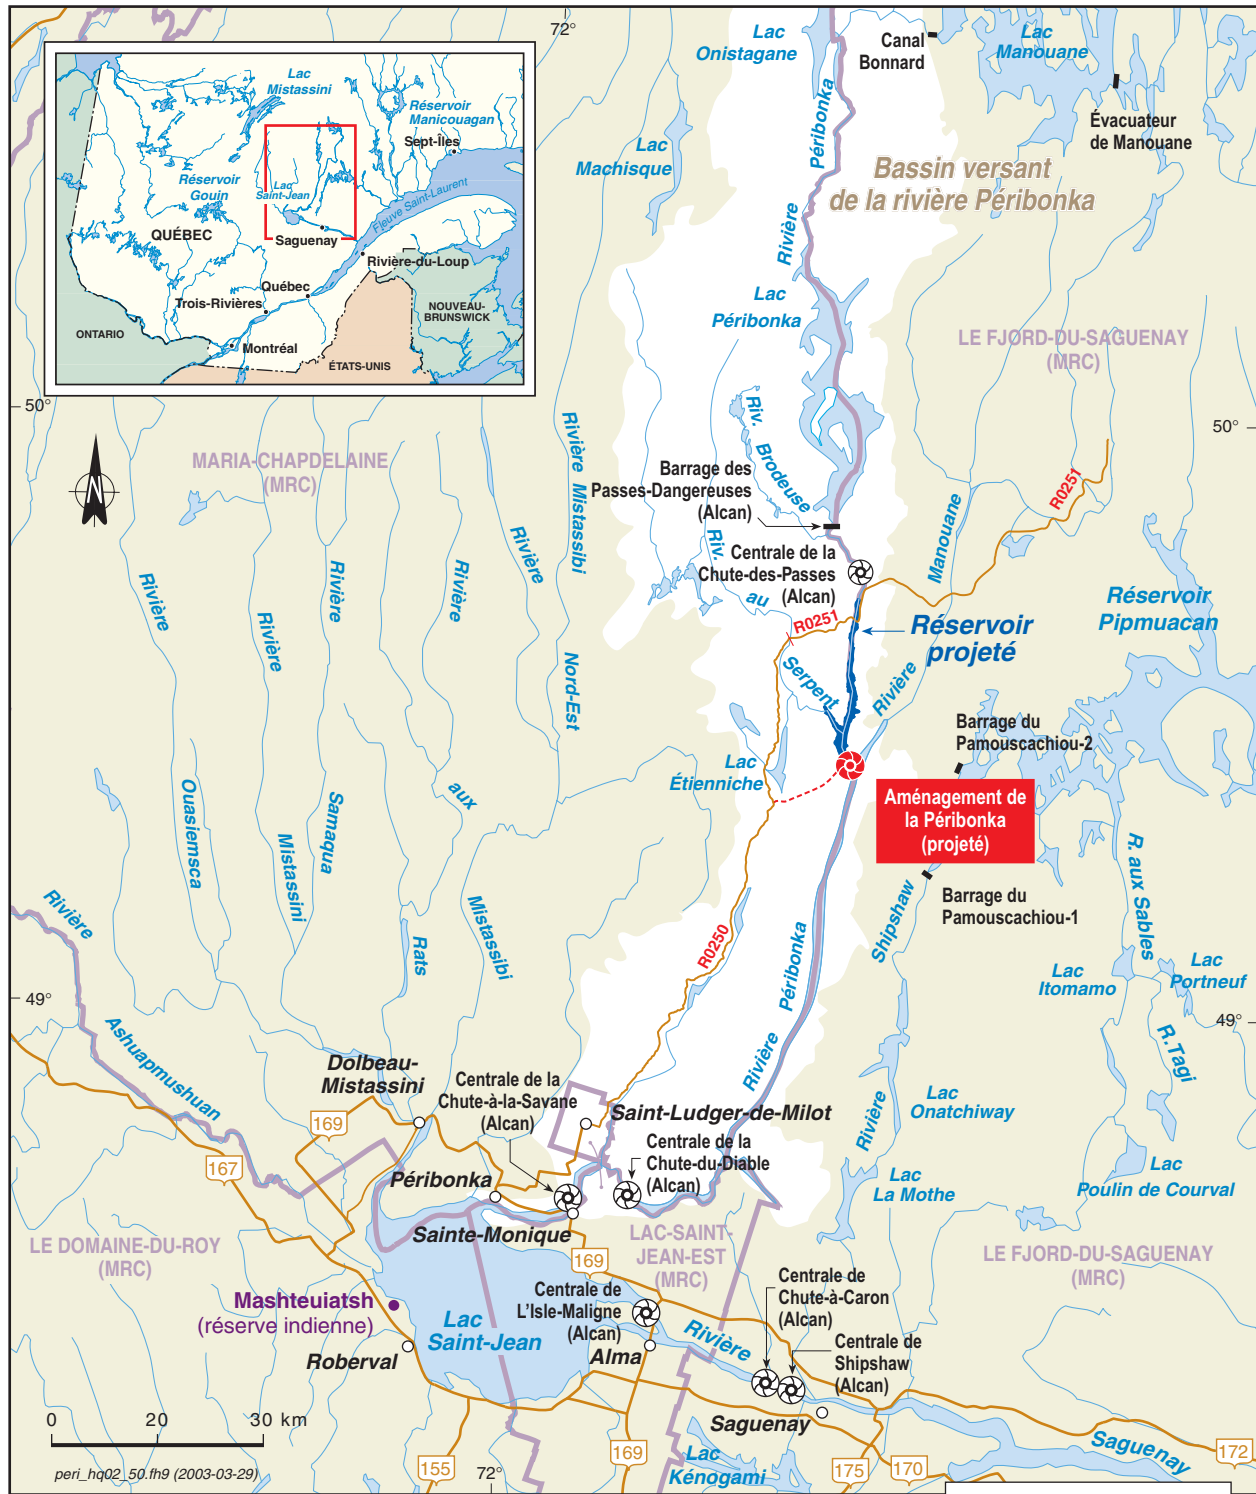 72°
Lac
Mistassini
Réservoir
Manicouagan
Sept-Îles
Réservoir
Gouin
Lac
Saint-Jean
Fleuve Saint-Laurent
QUÉBEC
Saguenay
Rivière-du-Loup
Québec
Trois-Rivières
NOUVEAU-
BRUNSWICK
ONTARIO
Montréal
ÉTATS-UNIS
Lac
Onistagane
Canal
Bonnard
Lac
Manouane
Évacuateur
de Manouane
Lac
Machisque
Péribonka
Rivière
Bassin versant
de la rivière Péribonka
Lac
Péribonka
LE FJORD-DU-SAGUENAY
(MRC)
50°
50°
MARIA-CHAPDELAINE
(MRC)
N
Rivière Mistassibi
Nord-Est
Riv.
Brodeuse
Barrage des
Passes-Dangereuses
(Alcan)
R0251
Manouane
Rivière
Centrale de la
Chute-des-Passes
(Alcan)
Riv.
au
Serpent
R0251
Réservoir
projeté
Réservoir
Pipmuacan
Rivière
Ouasiemsca
Rivière
Mistassini
Rivière
Samaqua
Rivière
aux
Rats
Rivière
Mistassibi
Lac
Étienniche
Barrage du
Pamouscachiou-2
Aménagement de
la Péribonka
(projeté)
Barrage du
Pamouscachiou-1
R. aux Sables
Shipshaw
Rivière
R0250
Péribonka
Rivière
Lac
Itomamo
Lac
Portneuf
R.Tagi
49°
49°
Rivière
Ashuapmushuan
Dolbeau-
Mistassini
Centrale de la
Chute-à-la-Savane
(Alcan)
Saint-Ludger-de-Milot
Centrale de la
Chute-du-Diable
(Alcan)
Lac
Onatchiway
169
167
Péribonka
Sainte-Monique
Lac
La Mothe
Lac
Poulin de Courval
LE DOMAINE-DU-ROY
(MRC)
LAC-SAINT-
JEAN-EST
(MRC)
LE FJORD-DU-SAGUENAY
(MRC)
169
Mashteuiatsh
(réserve indienne)
Roberval
Lac
Saint-Jean
Centrale de
L'Isle-Maligne
(Alcan)
Alma
Rivière
Centrale de
Chute-à-Caron
(Alcan)
Centrale de
Shipshaw
(Alcan)
Saguenay
Saguenay
0 20 30 km
peri_hq02_50.fh9 (2003-03-29)
155
72°
169
Lac
Kénogami
175
170
172